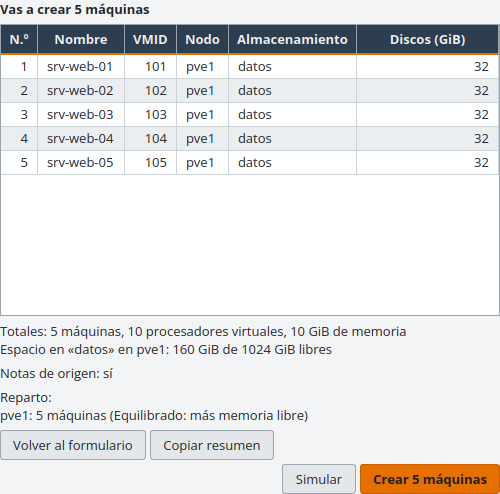 Vas a crear 5 máquinas
N.º Nombre VMID Nodo Almacenamiento Discos (GiB)
1 srv-web-01 101 pve1 datos 32
2 srv-web-02 102 pve1 datos 32
3 srv-web-03 103 pve1 datos 32
4 srv-web-04 104 pve1 datos 32
5 srv-web-05 105 pve1 datos 32
Totales: 5 máquinas, 10 procesadores virtuales, 10 GiB de memoria
Espacio en «datos» en pve1: 160 GiB de 1024 GiB libres
Notas de origen: sí
Reparto:
pve1: 5 máquinas (Equilibrado: más memoria libre)
Volver al formulario Copiar resumen
Simular Crear 5 máquinas